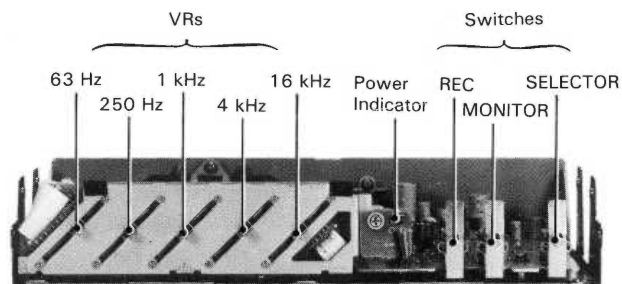 VRs
Switches
63 Hz
1 kHz
16 kHz
Power
Indicator
REC
SELECTOR
250 Hz
4 kHz
MONITOR